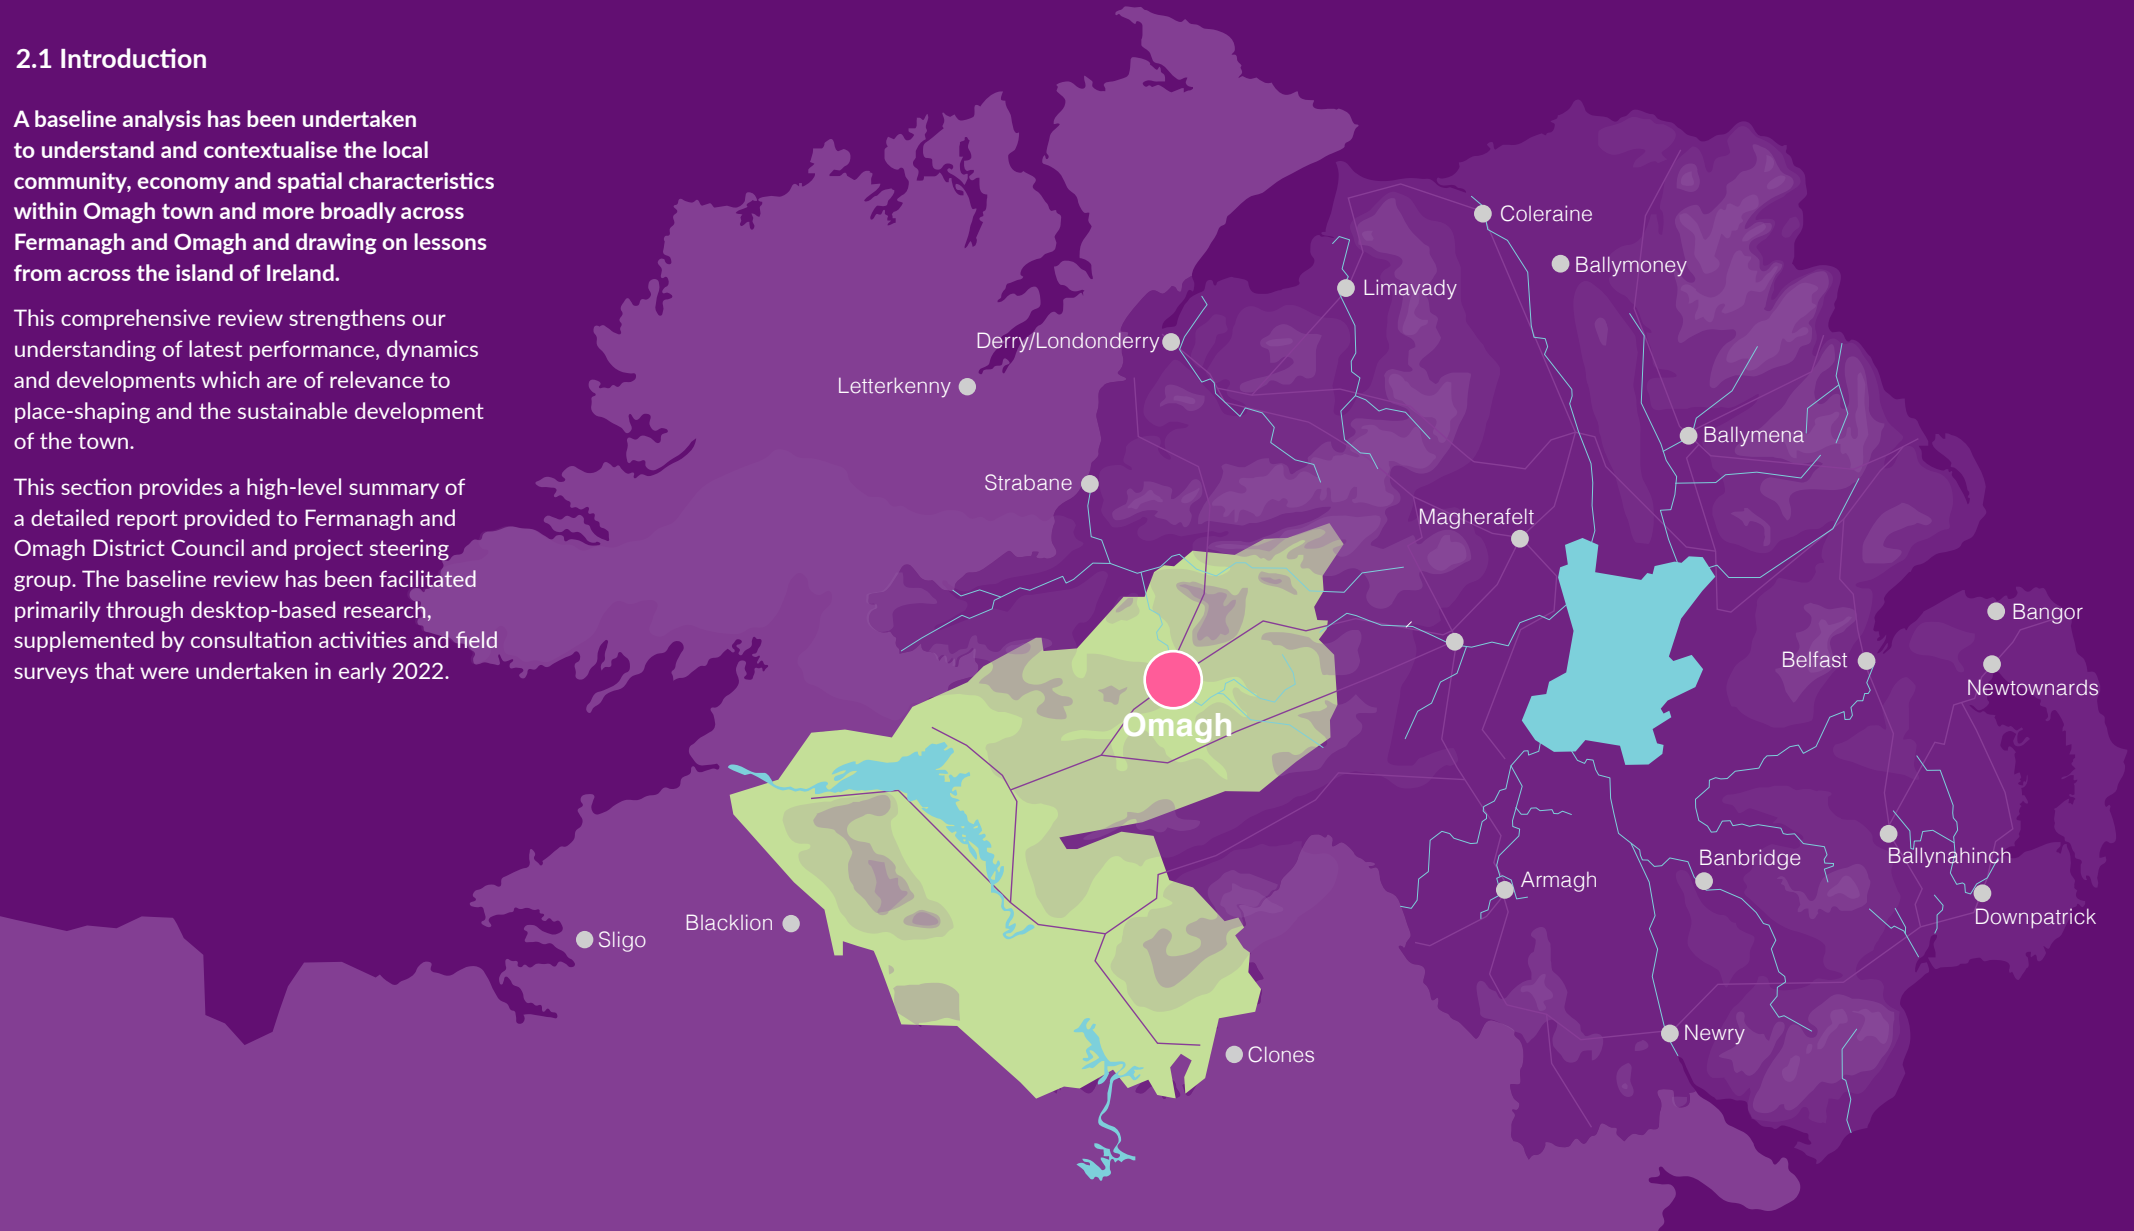 2.1 Introduction
A baseline analysis has been undertaken
to understand and contextualise the local
community, economy and spatial characteristics
within Omagh town and more broadly across
Fermanagh and Omagh and drawing on lessons
from across the island of Ireland.
This comprehensive review strengthens our
understanding of latest performance, dynamics
and developments which are of relevance to
place-shaping and the sustainable development
of the town.
This section provides a high-level summary of
a detailed report provided to Fermanagh and
Omagh District Council and project steering
group. The baseline review has been facilitated
primarily through desktop-based research,
supplemented by consultation activities and field
surveys that were undertaken in early 2022.
Coleraine
Ballymoney
Limavady
Derry/Londonderry
Letterkenny
Ballymena
Strabane
Magherafelt
Bangor
Belfast
Newtownards
Omagh
Banbridge
Ballynahinch
Armagh
Downpatrick
Blacklion
Sligo
Newry
Clones